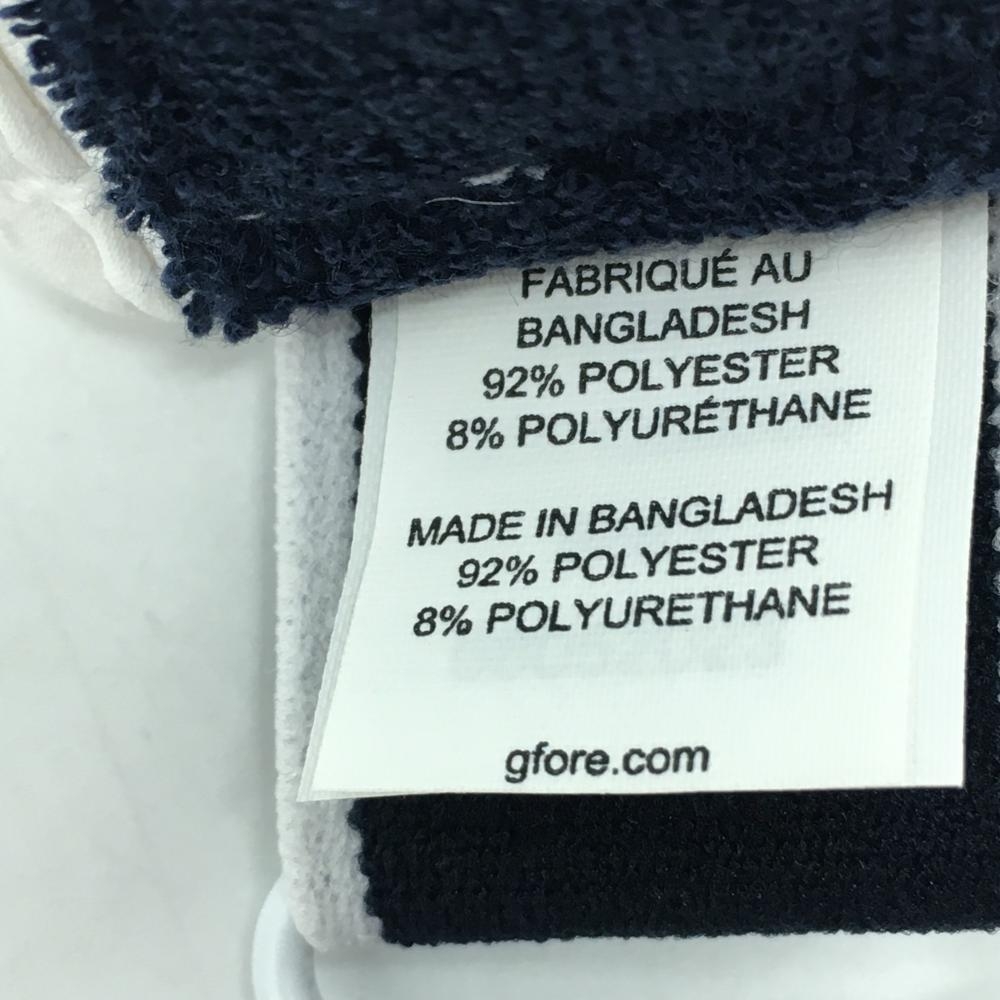 FABRIQUÉ AU
BANGLADESH
92% POLYESTER
8% POLYURÉTHANE
MADE IN BANGLADESH
92% POLYESTER
8% POLYURETHANE
gfore.com